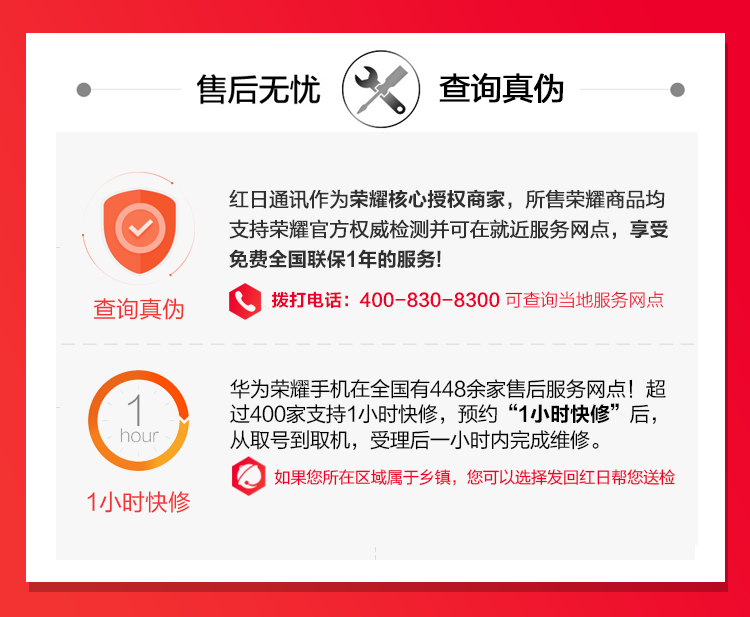 售后无忧 查询真伪
红日通讯作为荣耀核心授权商家，所售荣耀商品均
支持荣耀官方权威检测并可在就近服务网点，享受
免费全国联保1年的服务!
查询真伪
拨打电话：400-830-8300 可查询当地服务网点
1
hour
1小时快修
华为荣耀手机在全国有448余家售后服务网点！超
过400家支持1小时快修，预约“1小时快修”后，
从取号到取机，受理后一小时内完成维修。
如果您所在区域属于乡镇，您可以选择发回红日帮您送检